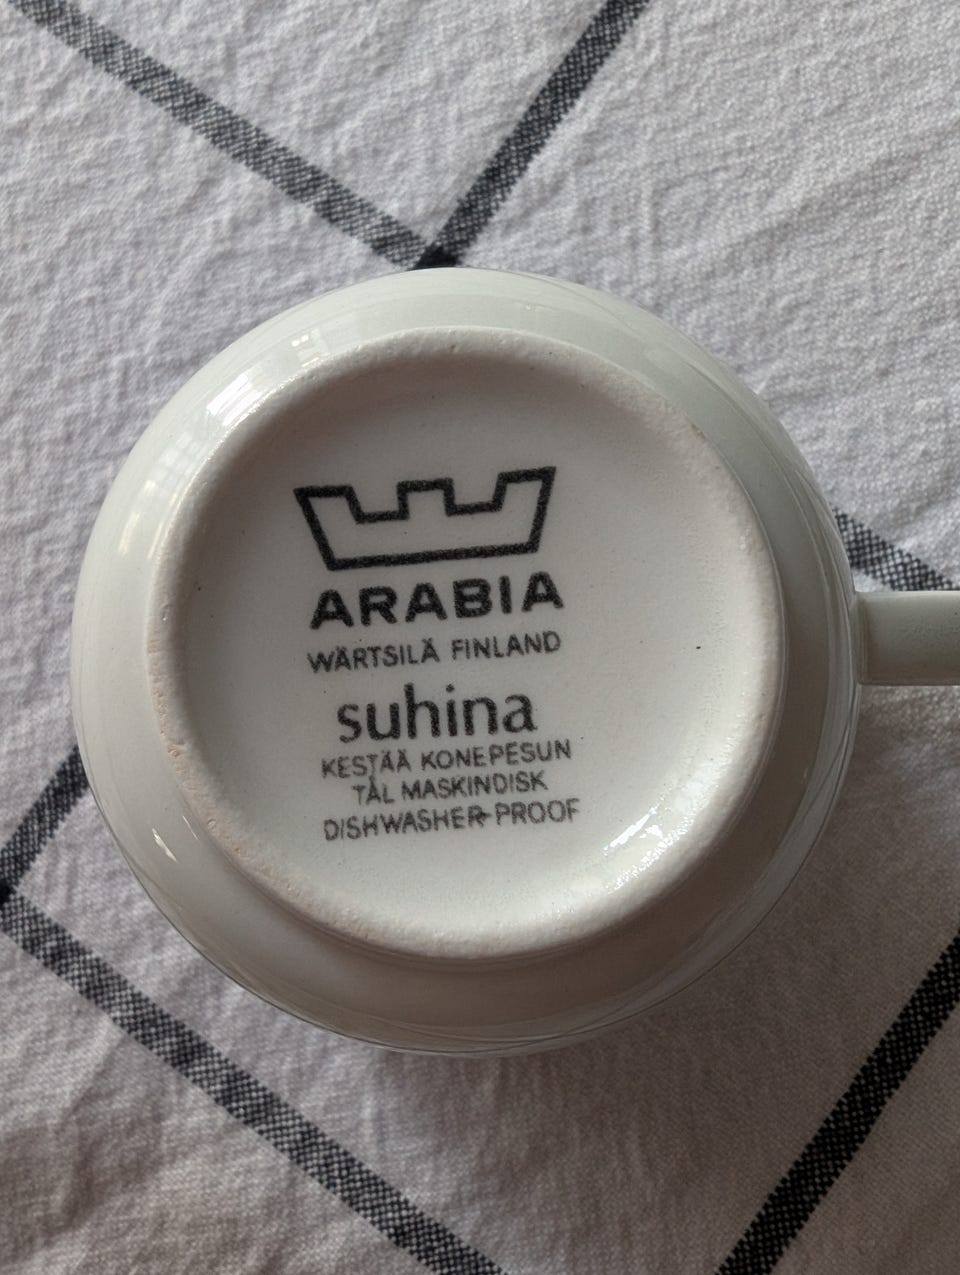 ARABIA
WÄRTSILÄ FINLAND
suhina
KESTÄÄ KONEPESUN
TÅL MASKINDISK
DISHWASHER-PROOF